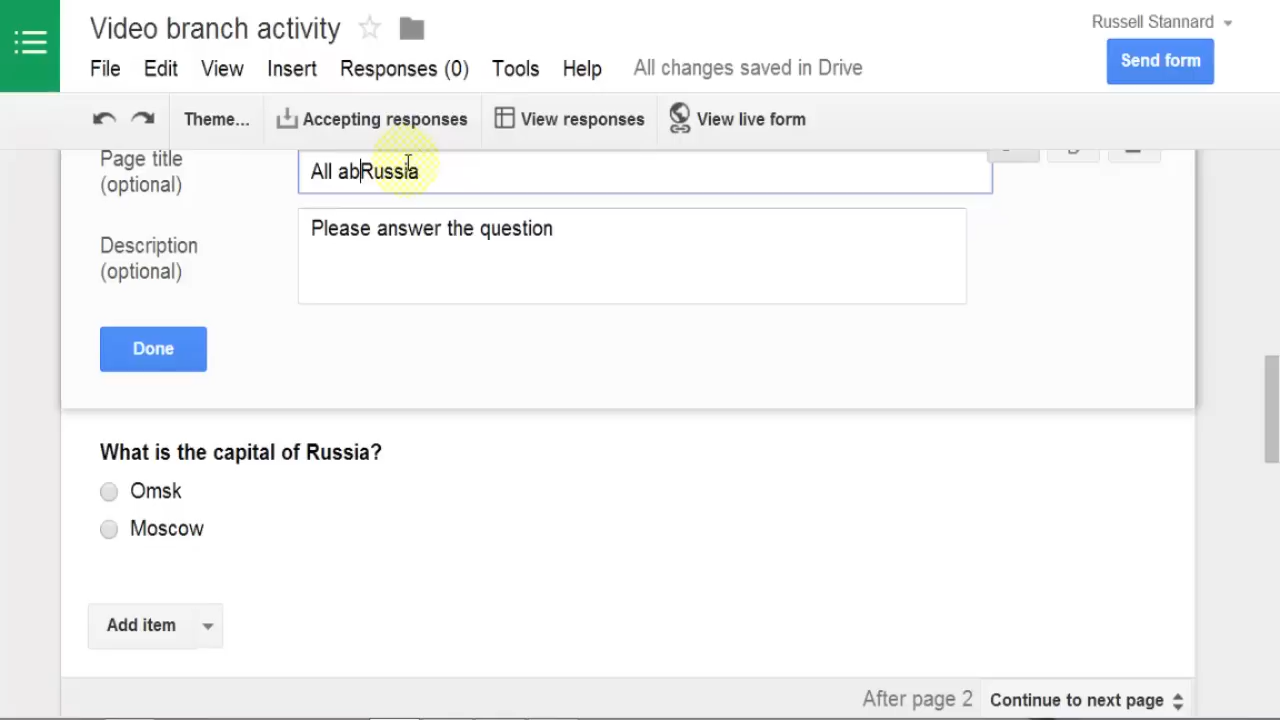 Video branch activity
Russell Stannard
Send form
File Edit View Insert Responses (0) Tools Help All changes saved in Drive
Theme... Accepting responses View responses View live form
Page title
(optional)
All abRussia
Description
(optional)
Please answer the question
Done
What is the capital of Russia?
Omsk
Moscow
Add item
After page 2 Continue to next page